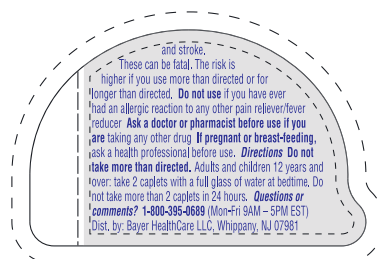 and stroke.
These can be fatal. The risk is
higher if you use more than directed or for
longer than directed. Do not use if you have ever
had an allergic reaction to any other pain reliever/fever
reducer Ask a doctor or pharmacist before use if you
are taking any other drug If pregnant or breast-feeding,
ask a health professional before use. Directions Do not
take more than directed. Adults and children 12 years and
over: take 2 caplets with a full glass of water at bedtime. Do
not take more than 2 caplets in 24 hours. Questions or
comments? 1-800-395-0689 (Mon-Fri 9AM – 5PM EST)
Dist. by: Bayer HealthCare LLC, Whippany, NJ 07981